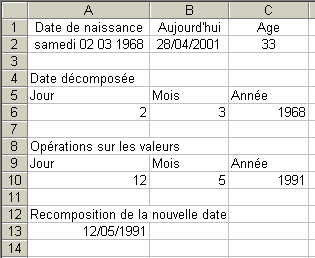 A B C
1 Date de naissance Aujourd'hui Age
2 samedi 02 03 1968 28/04/2001 33
3
4 Date décomposée
5 Jour Mois Année
6 2 3 1968
7
8 Opérations sur les valeurs
9 Jour Mois Année
10 12 5 1991
11
12 Recomposition de la nouvelle date
13 12/05/1991
14